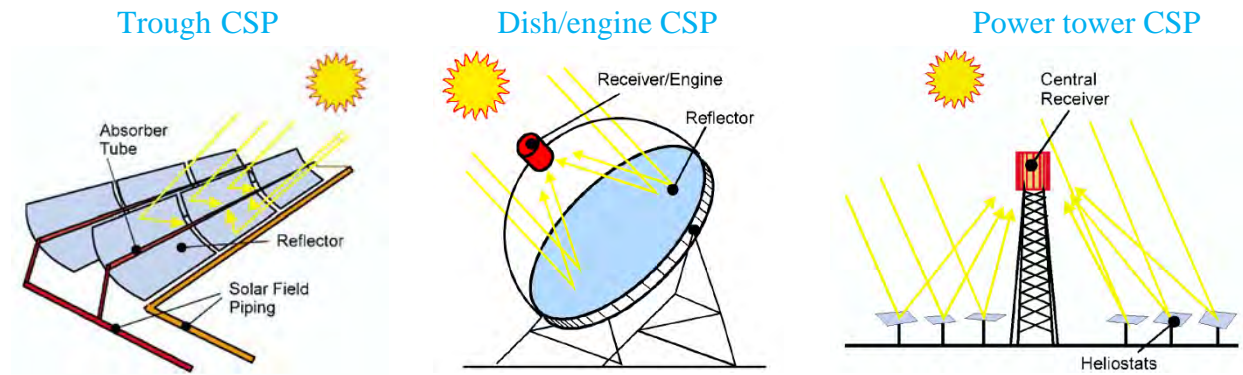 Trough CSP
Absorber
Tube
Reflector
Solar Field
Piping
Dish/engine CSP
Receiver/Engine
Reflector
Power tower CSP
Central
Receiver
Heliostats